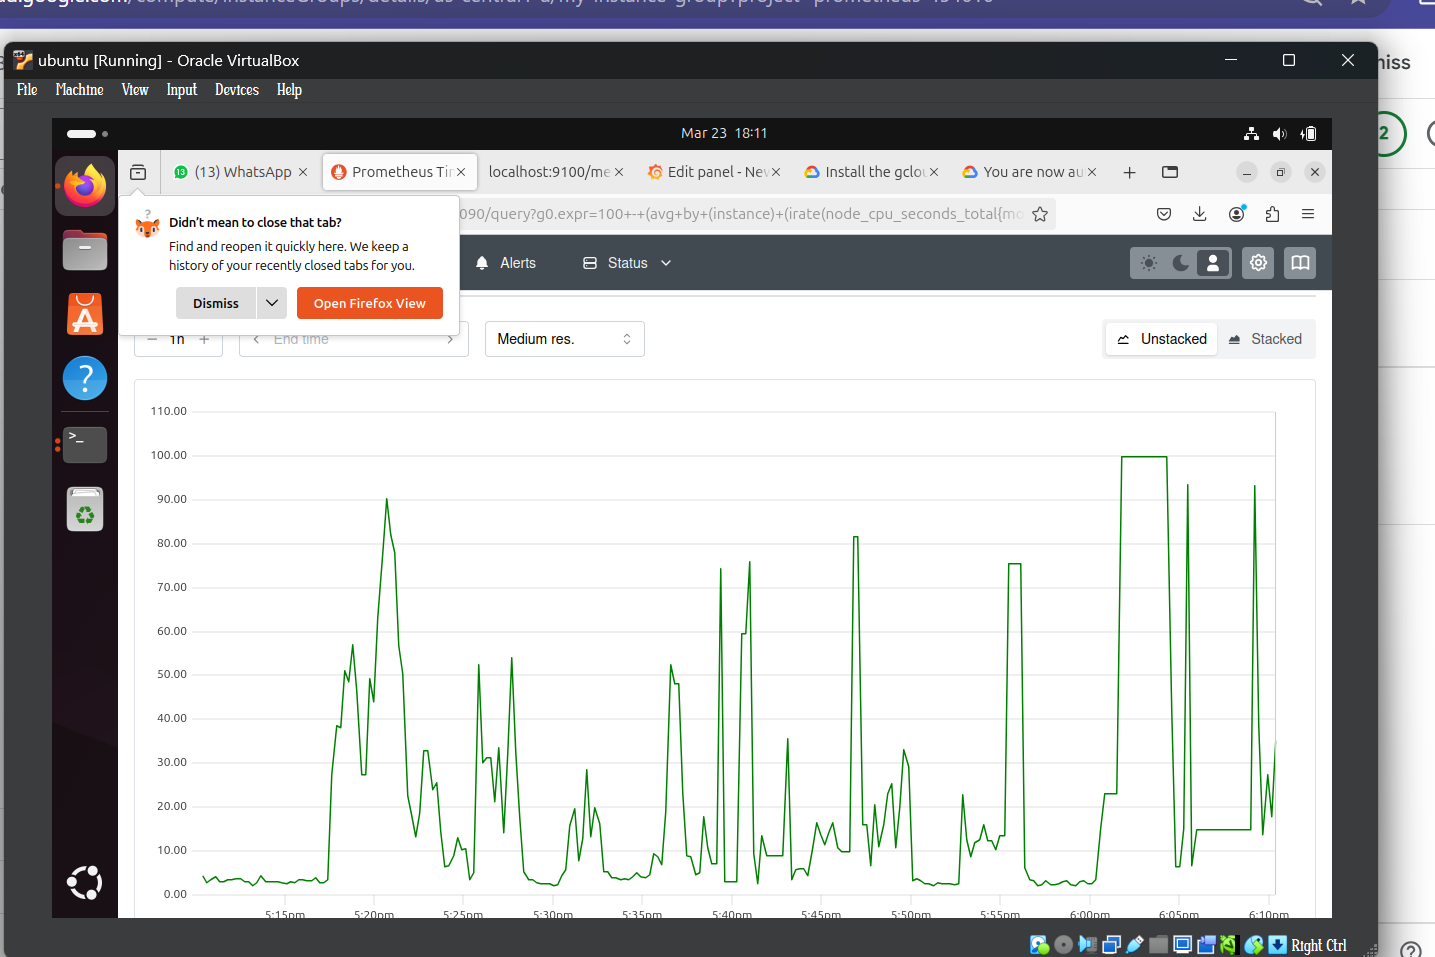 ubuntu [Running] - Oracle VirtualBox
File Machine View Input Devices Help
Mar 23 18:11
(13) WhatsApp
Prometheus Tir
localhost:9100/me
Edit panel - Nev
Install the gclou
You are now au
090/query?g0.expr=100+-+(avg+by+(instance)+(irate(node_cpu_seconds_total{mo
Didn't mean to close that tab?
Find and reopen it quickly here. We keep a
history of your recently closed tabs for you.
Dismiss
Open Firefox View
Alerts
Status
− 1h +
End time
Medium res.
Unstacked
Stacked
110.00
100.00
90.00
80.00
70.00
60.00
50.00
40.00
30.00
20.00
10.00
0.00
5:15pm 5:20pm 5:25pm 5:30pm 5:35pm 5:40pm 5:45pm 5:50pm 5:55pm 6:00pm 6:05pm 6:10pm
Right Ctrl
niss
2